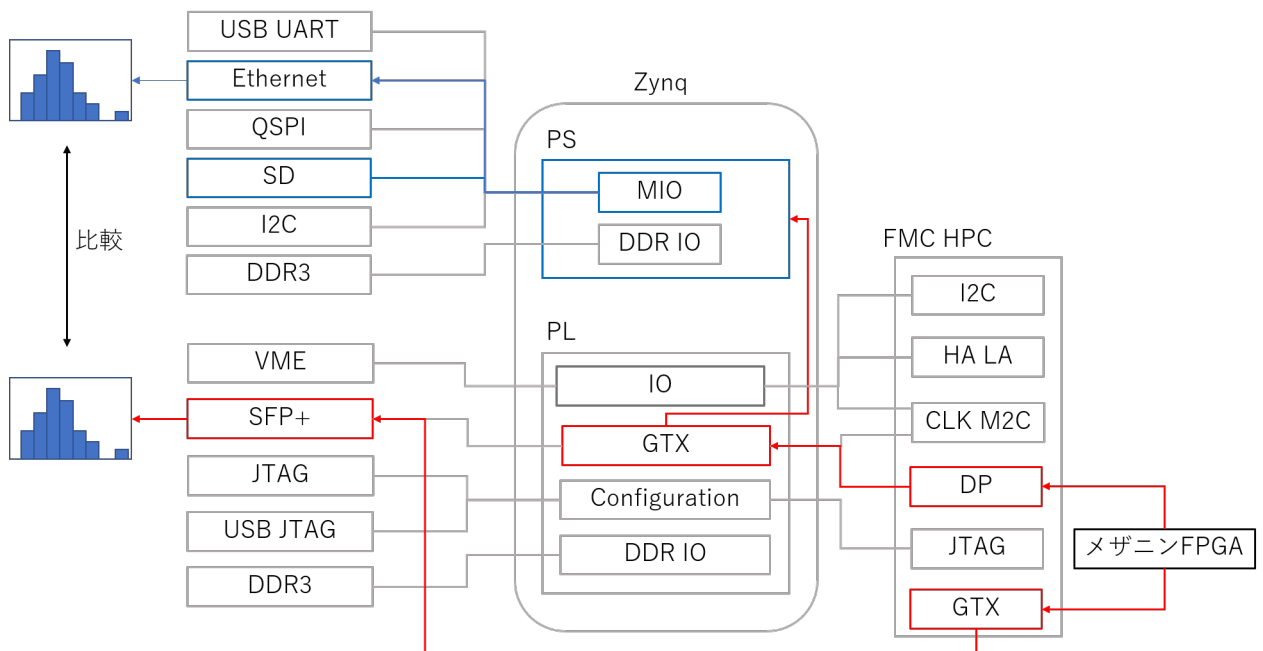 USB UART
Ethernet
QSPI
SD
I2C
DDR3
比較
VME
SFP+
JTAG
USB JTAG
DDR3
Zynq
PS
MIO
DDR IO
PL
IO
GTX
Configuration
DDR IO
FMC HPC
I2C
HA LA
CLK M2C
DP
JTAG
GTX
メザニンFPGA